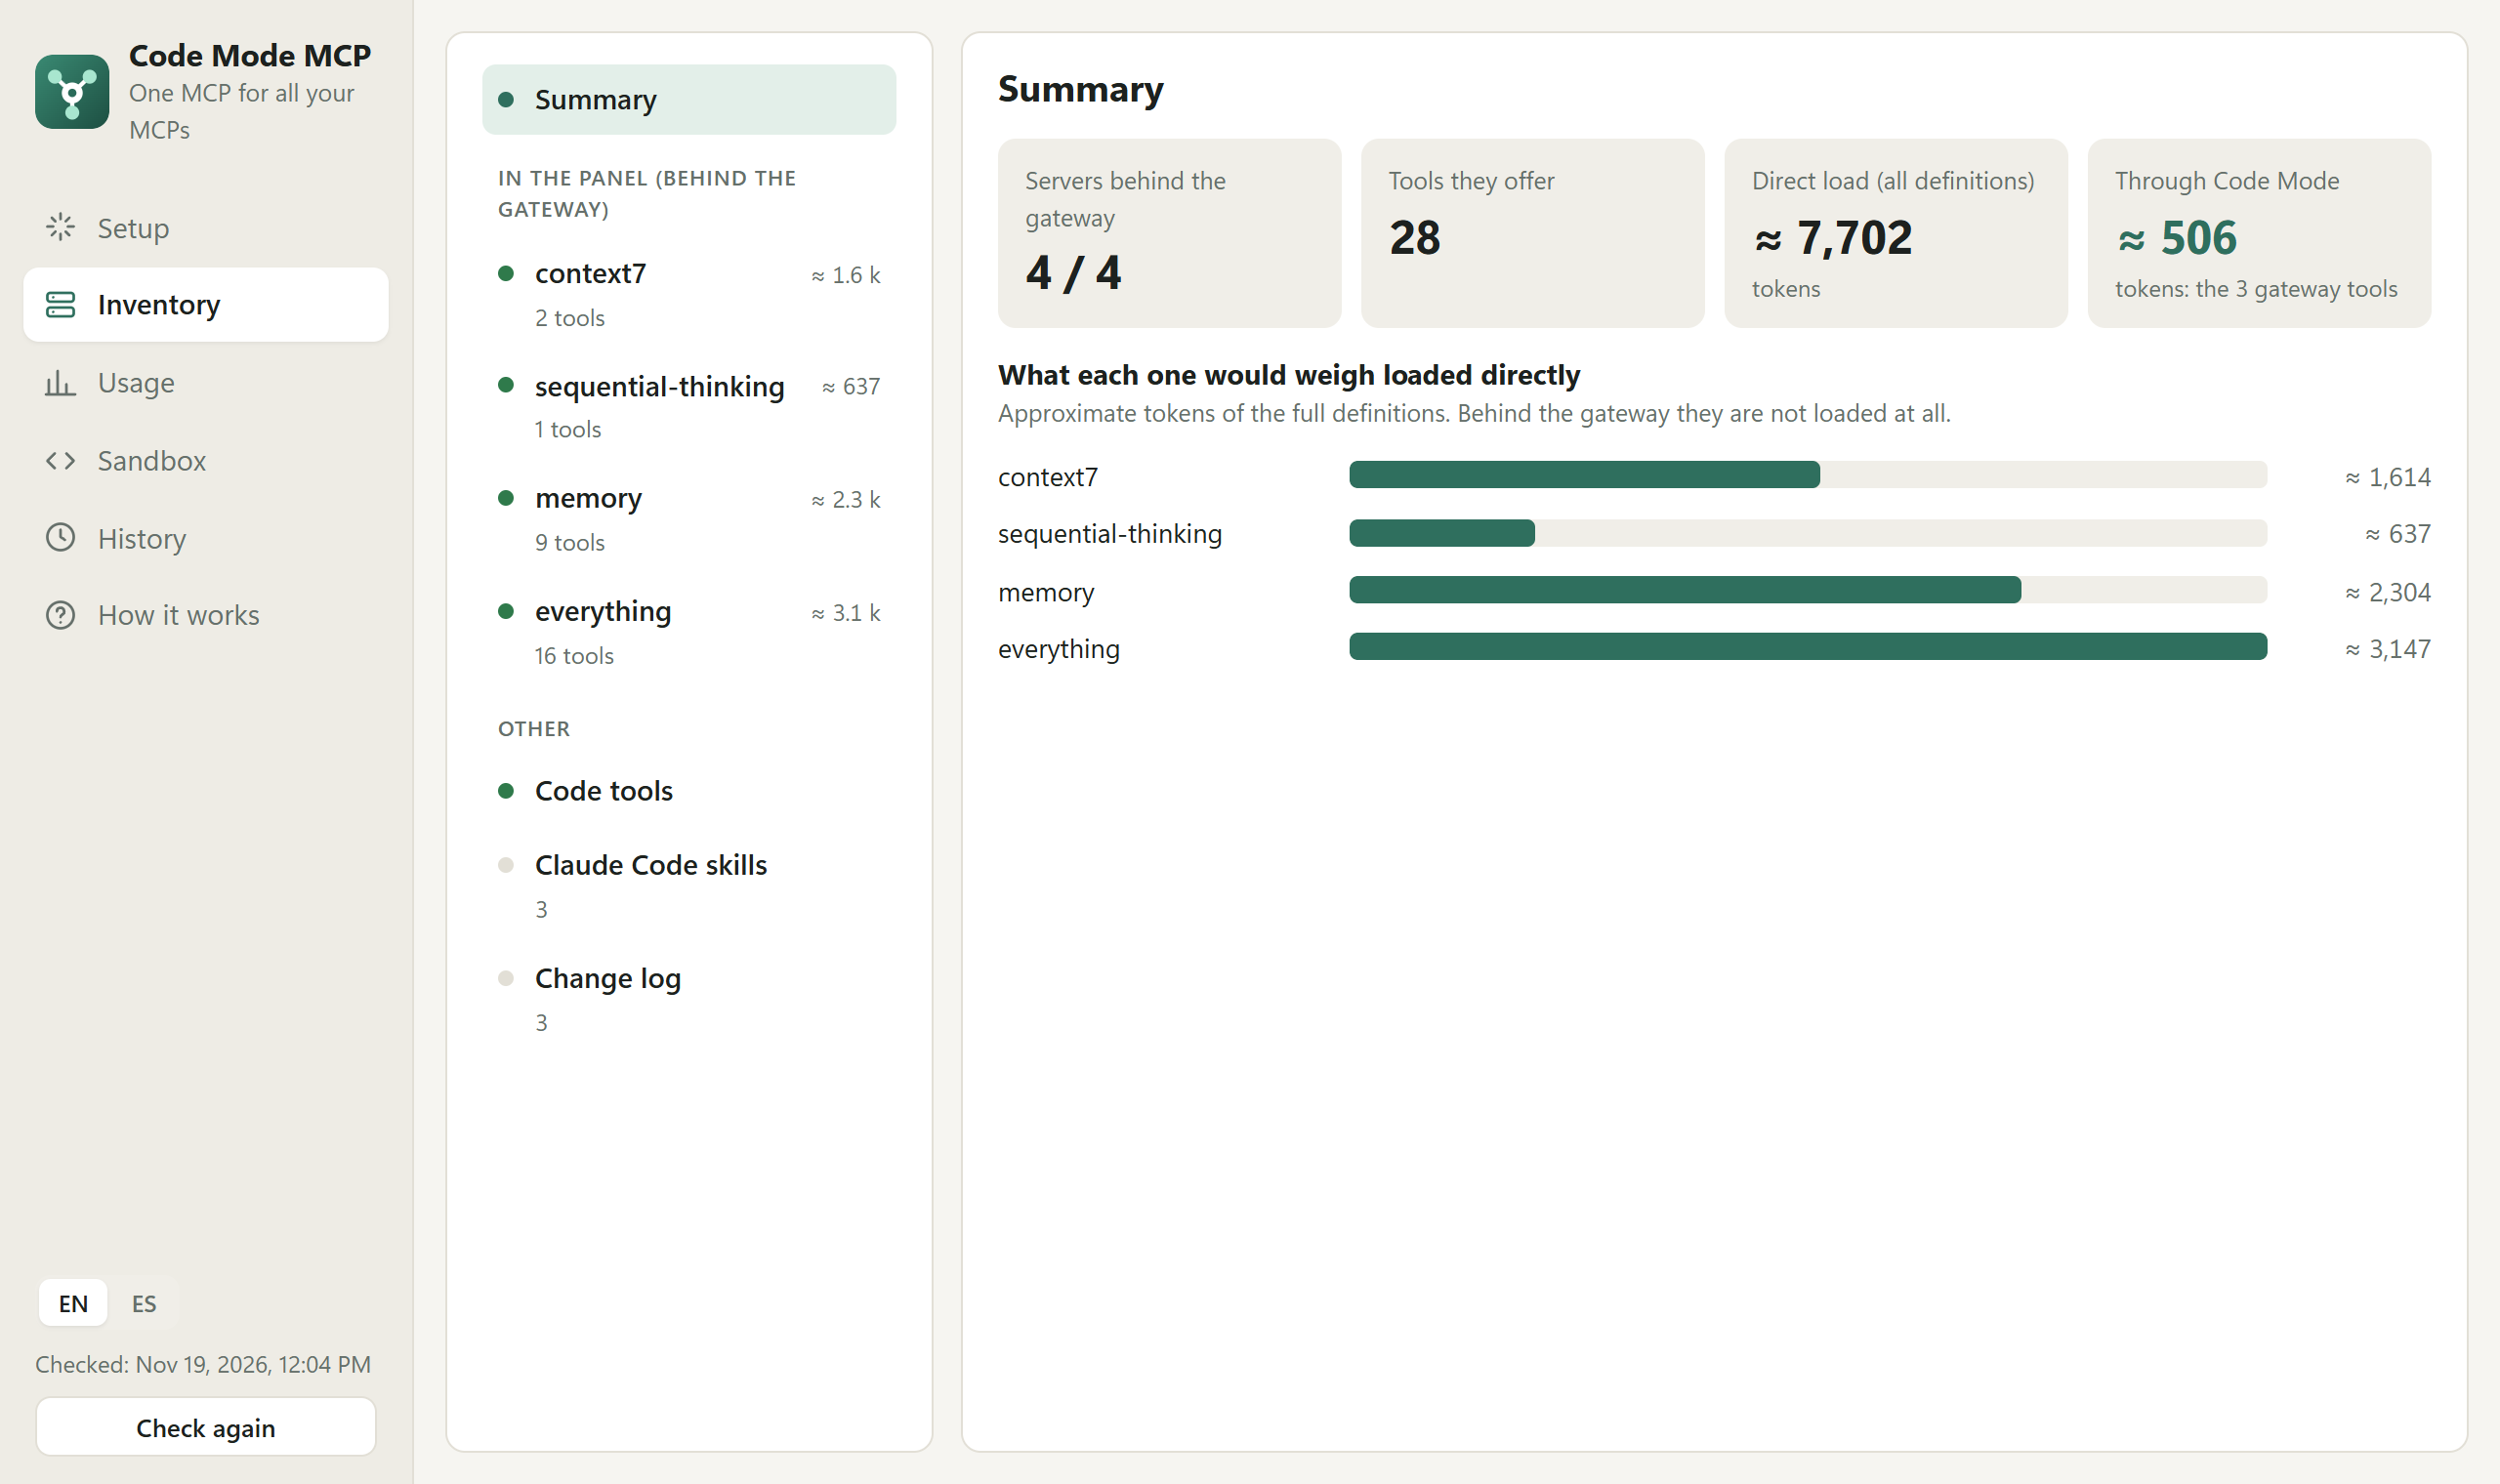 Code Mode MCP
One MCP for all your
MCPs
Setup
Inventory
Usage
Sandbox
History
How it works
EN ES
Checked: Nov 19, 2026, 12:04 PM
Check again
Summary
IN THE PANEL (BEHIND THE
GATEWAY)
context7 ≈ 1.6 k
2 tools
sequential-thinking ≈ 637
1 tools
memory ≈ 2.3 k
9 tools
everything ≈ 3.1 k
16 tools
OTHER
Code tools
Claude Code skills
3
Change log
3
Summary
Servers behind the
gateway
4 / 4
Tools they offer
28
Direct load (all definitions)
≈ 7,702
tokens
Through Code Mode
≈ 506
tokens: the 3 gateway tools
What each one would weigh loaded directly
Approximate tokens of the full definitions. Behind the gateway they are not loaded at all.
context7 ≈ 1,614
sequential-thinking ≈ 637
memory ≈ 2,304
everything ≈ 3,147